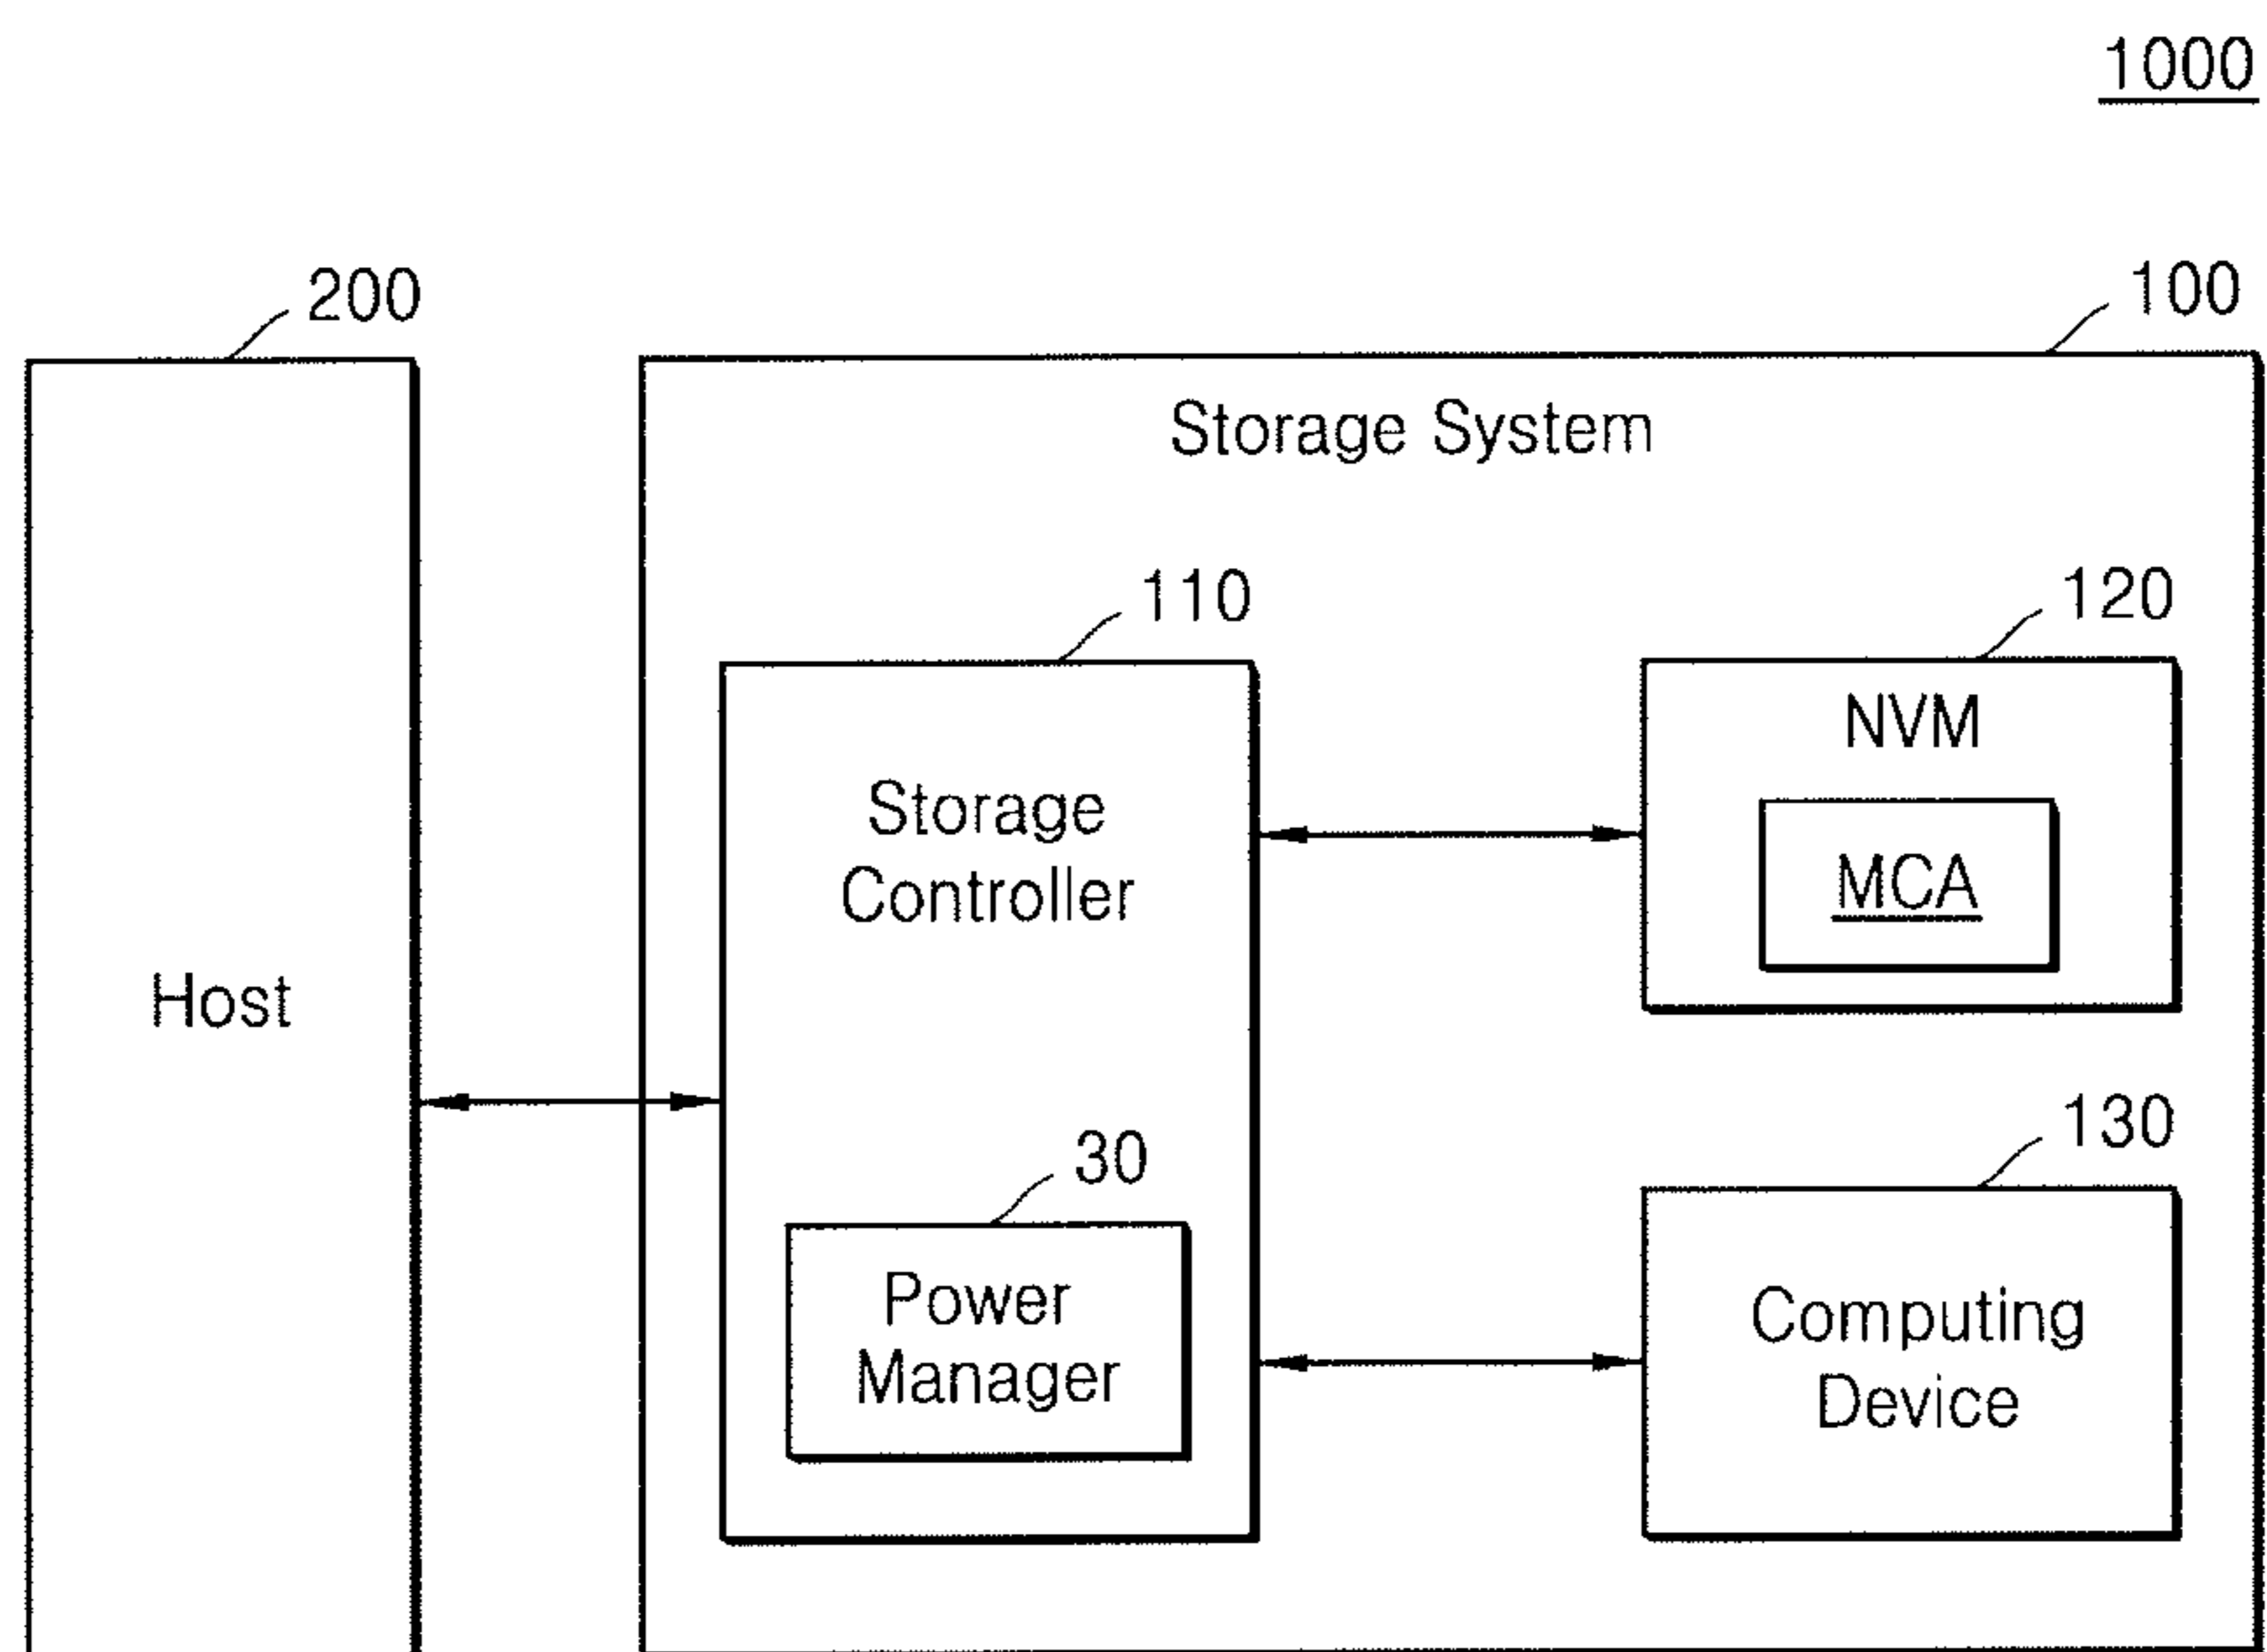 1000
200
100
Storage System
110
120
Storage
Controller
NVM
MCA
Host
30
Power
Manager
130
Computing
Device